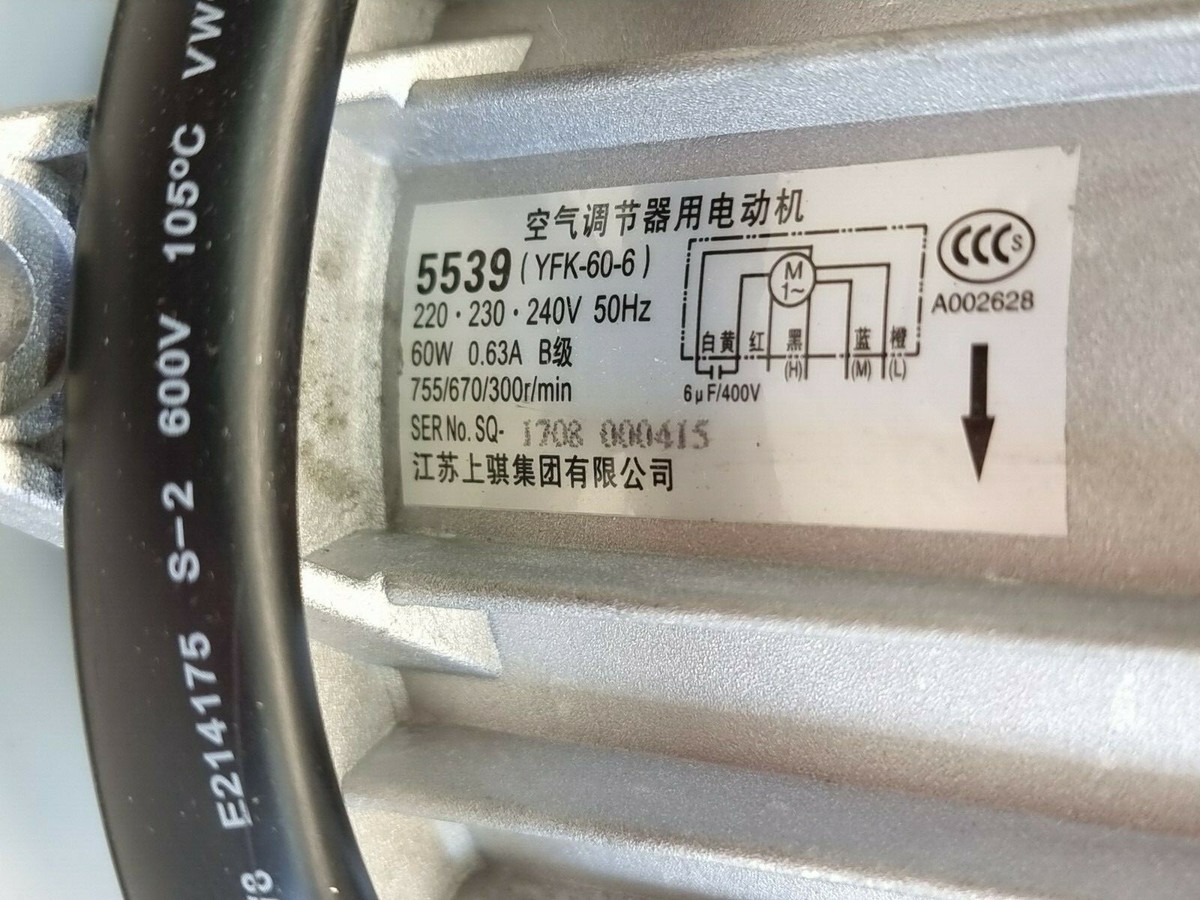 空气调节器用电动机
5539 (YFK-60-6)
220·230·240V 50Hz
60W 0.63A B级
755/670/300r/min
SER No. SQ- 1708 000415
江苏上骐集团有限公司
M
1~
白 黄 红 黑 蓝 橙
(H) (M) (L)
6μF/400V
CCC S
A002628
E214175 S-2 600V 105°C VW